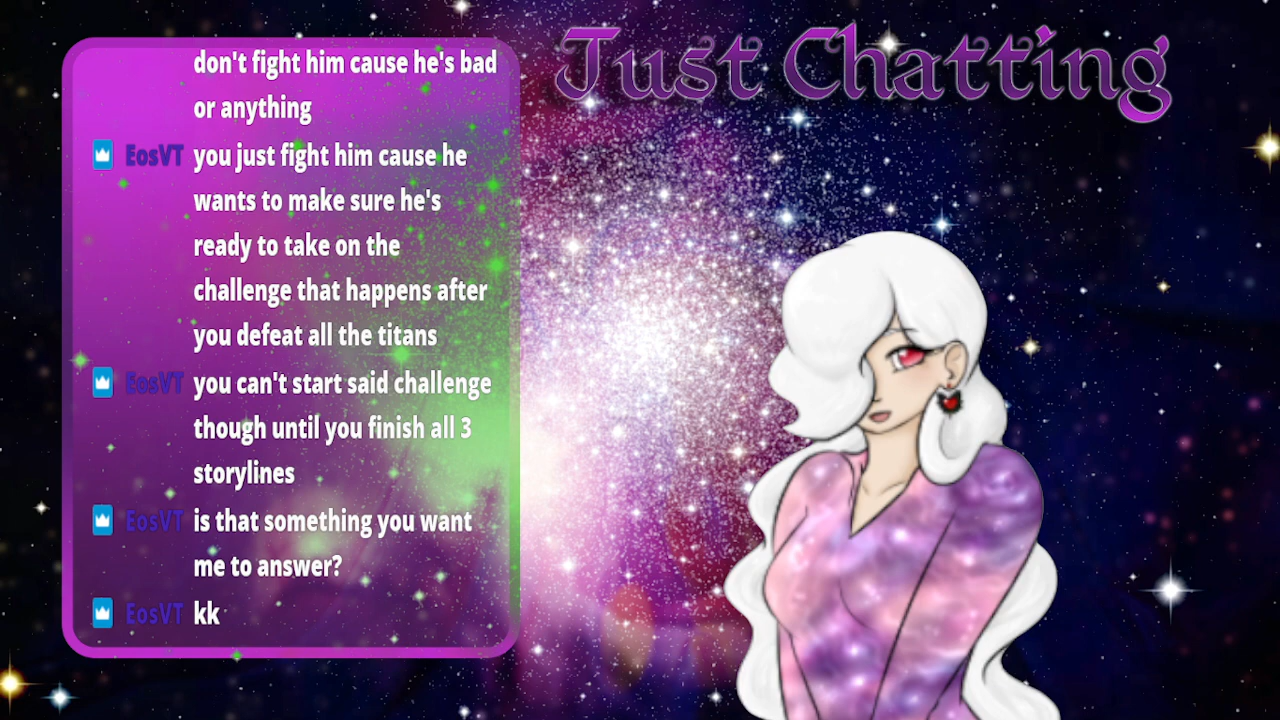 Just Chatting
don't fight him cause he's bad
or anything
EosVT you just fight him cause he
wants to make sure he's
ready to take on the
challenge that happens after
you defeat all the titans
EosVT you can't start said challenge
though until you finish all 3
storylines
EosVT is that something you want
me to answer?
EosVT kk